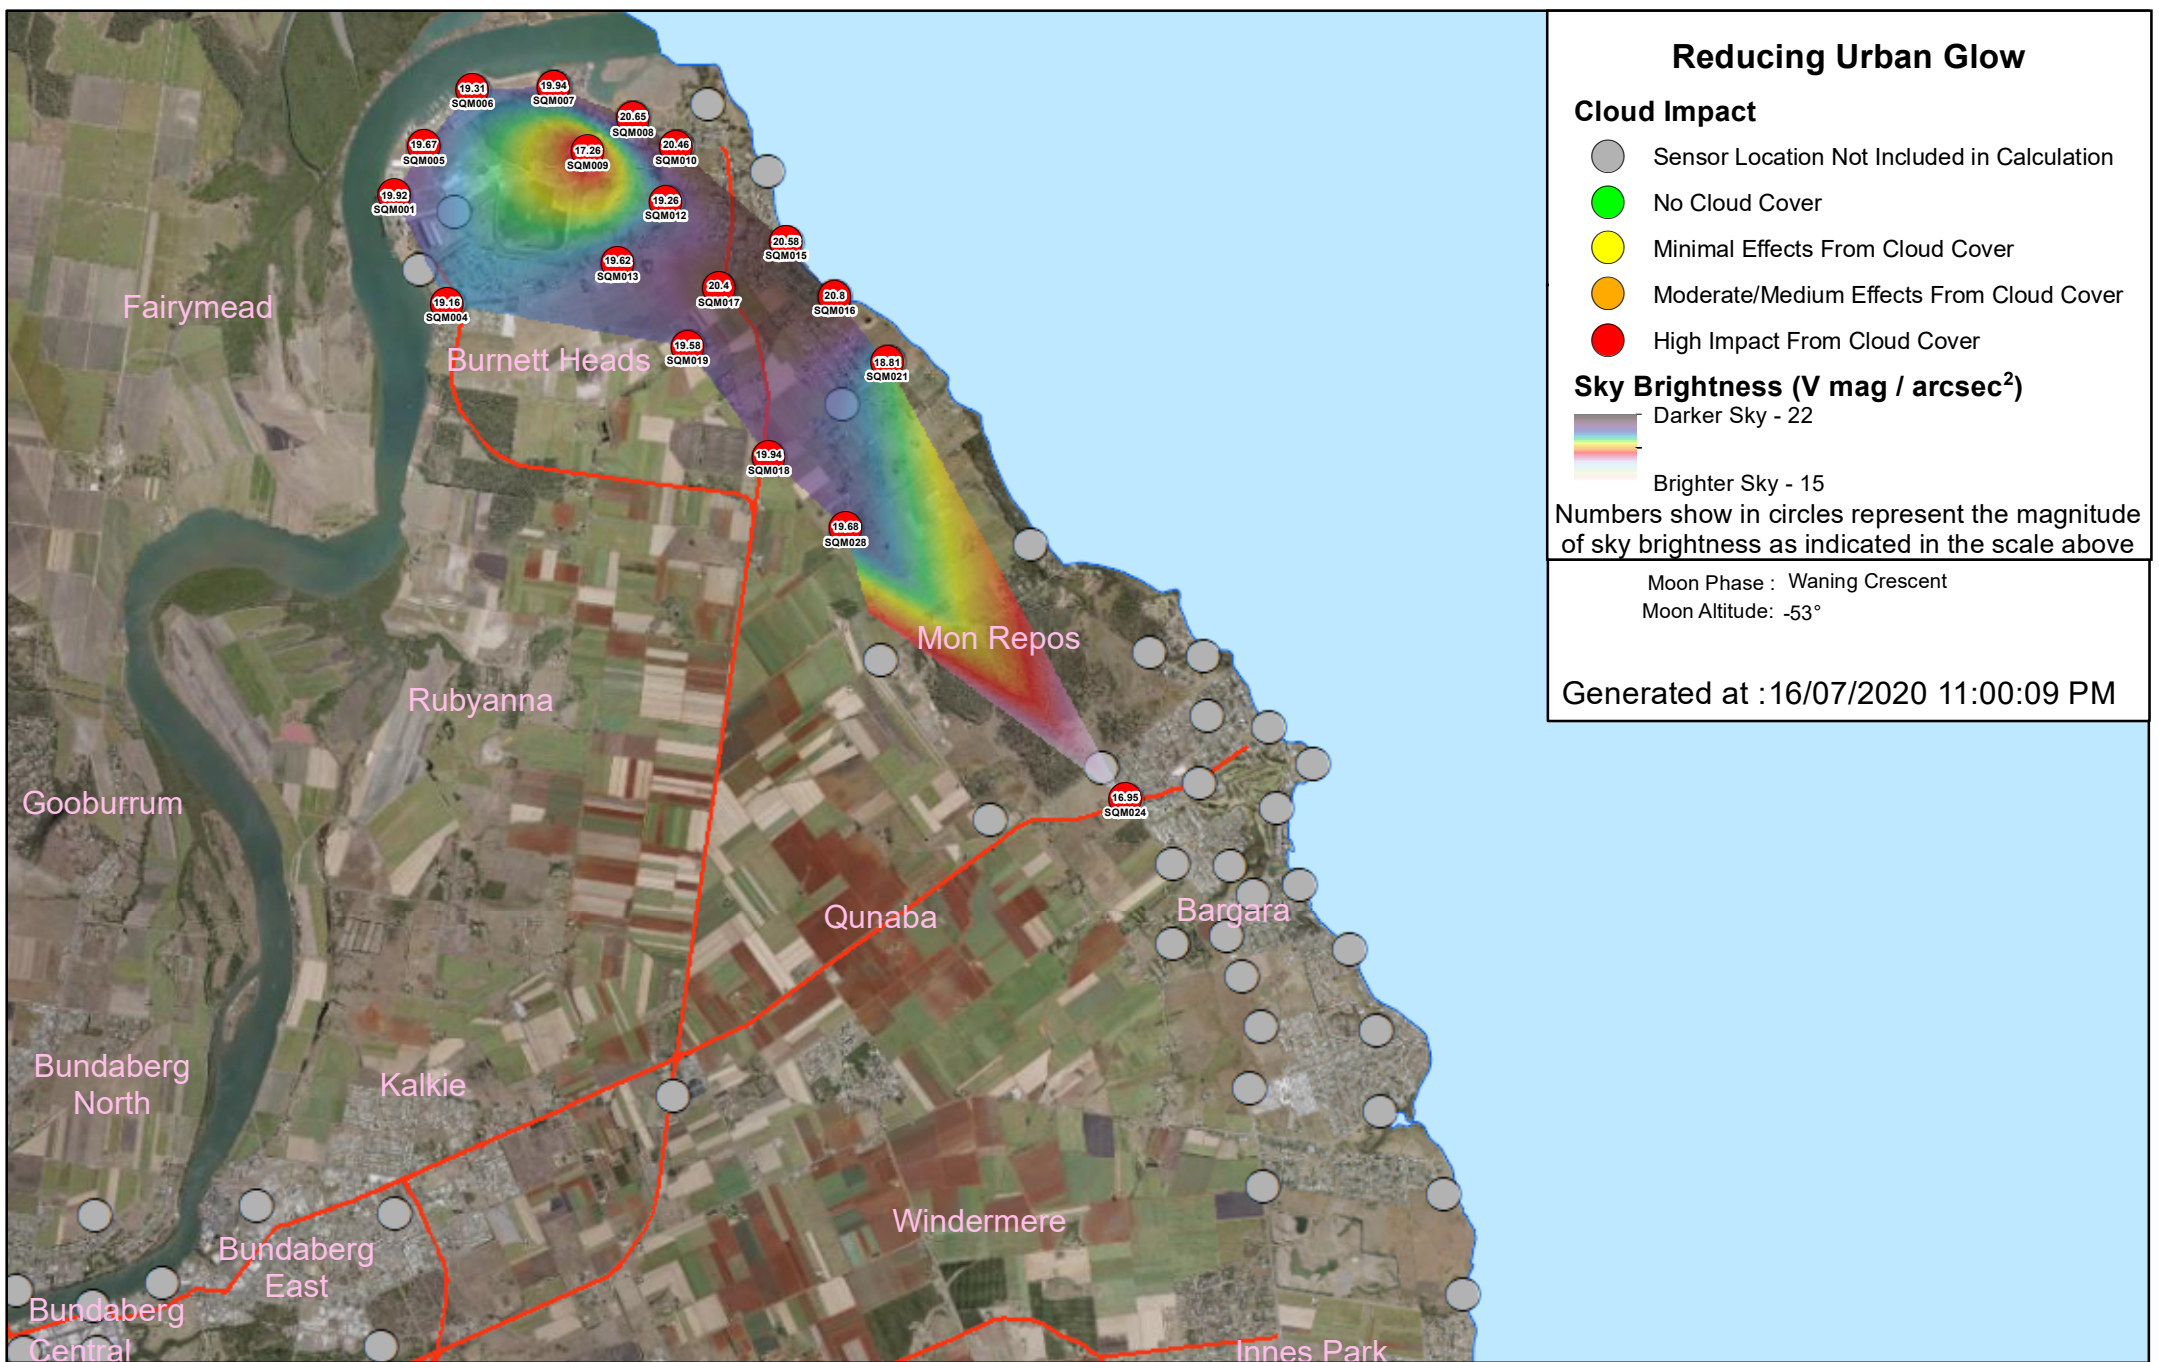 Reducing Urban Glow
Cloud Impact
Sensor Location Not Included in Calculation
No Cloud Cover
Minimal Effects From Cloud Cover
Moderate/Medium Effects From Cloud Cover
High Impact From Cloud Cover
Sky Brightness (V mag / arcsec²)
Darker Sky - 22
Brighter Sky - 15
Numbers show in circles represent the magnitude
of sky brightness as indicated in the scale above
Moon Phase : Waning Crescent
Moon Altitude: -53°
Generated at :16/07/2020 11:00:09 PM
19.31
SQM006
19.94
SQM007
20.65
SQM008
19.67
SQM005
17.26
SQM009
20.46
SQM010
19.92
SQM001
19.26
SQM012
20.58
SQM015
19.62
SQM013
20.4
SQM017
20.8
SQM016
19.16
SQM004
19.58
SQM019
18.81
SQM021
19.94
SQM018
19.68
SQM028
16.95
SQM024
Fairymead
Burnett Heads
Mon Repos
Rubyanna
Gooburrum
Qunaba
Bargara
Bundaberg
North
Kalkie
Windermere
Bundaberg
East
Bundaberg
Central
Innes Park